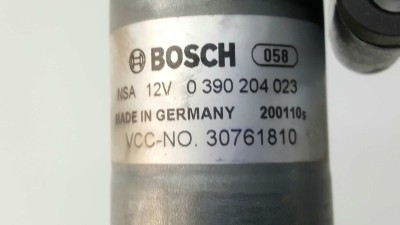 BOSCH 058
NSA 12V 0 390 204 023
MADE IN GERMANY 200110s
VCC-NO. 30761810